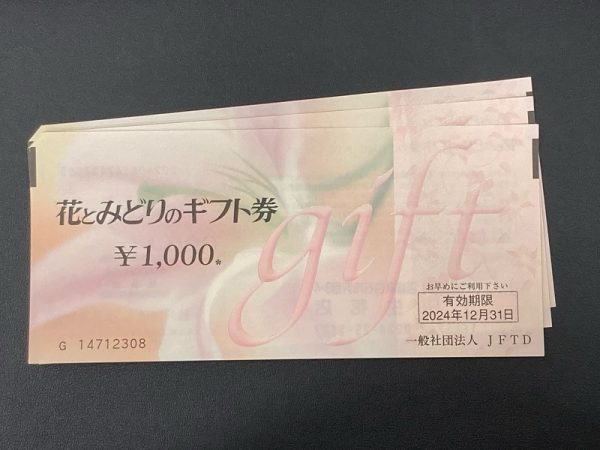 花とみどりのギフト券
¥1,000*
gift
お早めにご利用下さい
有効期限
2024年12月31日
G 14712308
一般社団法人 JFTD